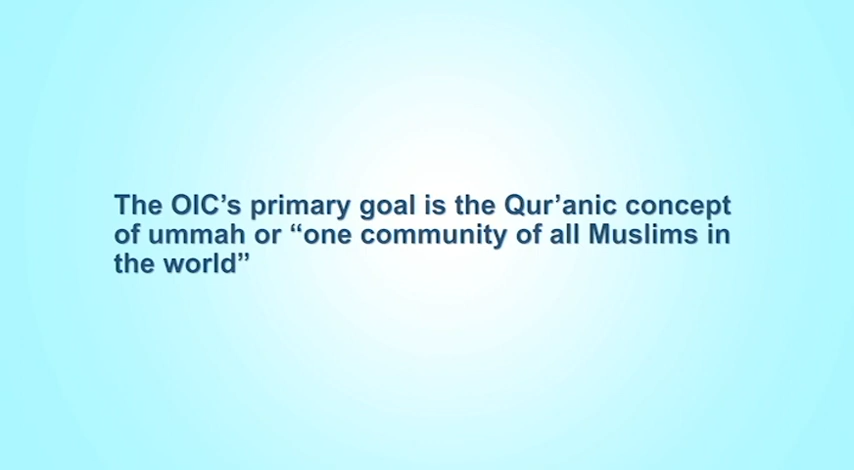 The OIC’s primary goal is the Qur’anic concept
of ummah or “one community of all Muslims in
the world”